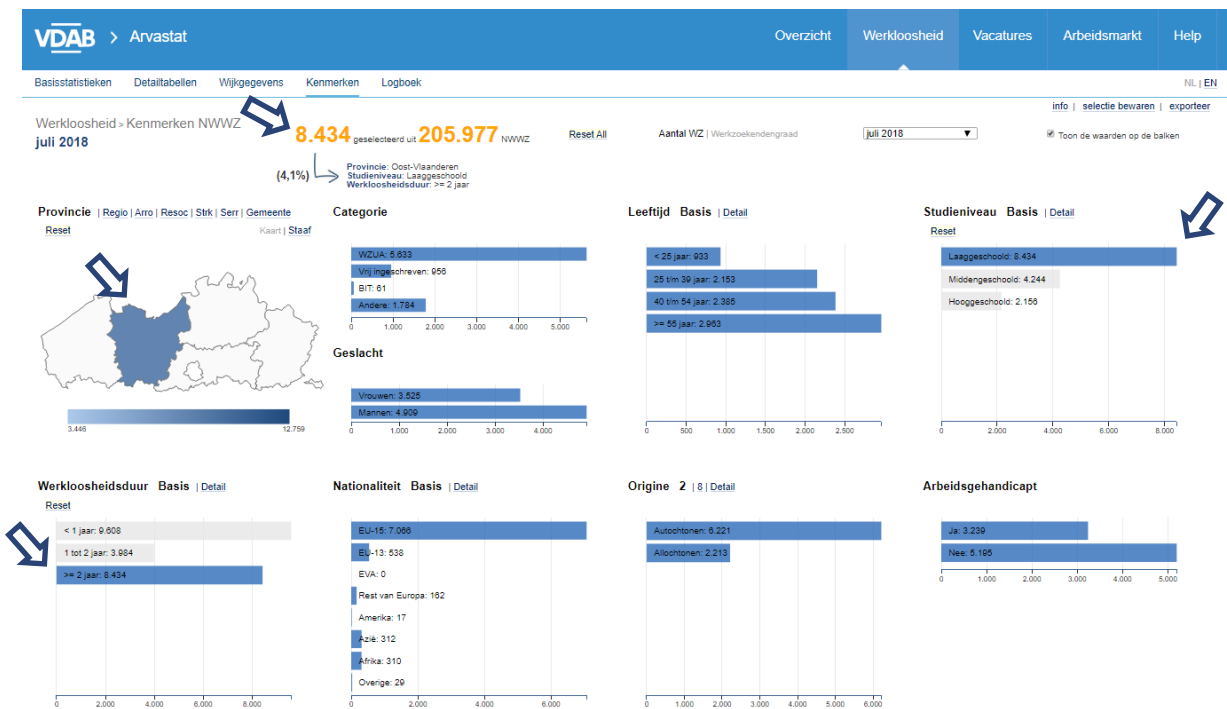 VDAB > Arvastat
Overzicht Werkloosheid Vacatures Arbeidsmarkt Help
Basisstatistieken Detailtabellen Wijkgegevens Kenmerken Logboek NL | EN
info | selectie bewaren | exporteer
Werkloosheid > Kenmerken NWWZ
juli 2018
8.434 geselecteerd uit 205.977 NWWZ
Reset All
Aantal WZ | Werkzoekendengraad
juli 2018
Toon de waarden op de balken
(4,1%)
Provincie: Oost-Vlaanderen
Studieniveau: Laaggeschoold
Werkloosheidsduur: >= 2 jaar
Provincie | Regio | Arro | Resoc | Strk | Serr | Gemeente
Reset
Kaart | Staaf
3.446 12.759
Categorie
WZUA: 5.633
Vrij ingeschreven: 956
BIT: 61
Andere: 1.784
0 1.000 2.000 3.000 4.000 5.000
Geslacht
Vrouwen: 3.525
Mannen: 4.909
0 1.000 2.000 3.000 4.000
Leeftijd Basis | Detail
< 25 jaar: 933
25 t/m 39 jaar: 2.153
40 t/m 54 jaar: 2.385
>= 55 jaar: 2.963
0 500 1.000 1.500 2.000 2.500
Studieniveau Basis | Detail
Reset
Laaggeschoold: 8.434
Middengeschoold: 4.244
Hooggeschoold: 2.156
0 2.000 4.000 6.000 8.000
Werkloosheidsduur Basis | Detail
Reset
< 1 jaar: 9.608
1 tot 2 jaar: 3.984
>= 2 jaar: 8.434
0 2.000 4.000 6.000 8.000
Nationaliteit Basis | Detail
EU-15: 7.066
EU-13: 538
EVA: 0
Rest van Europa: 162
Amerika: 17
Azië: 312
Afrika: 310
Overige: 29
0 2.000 4.000 6.000
Origine 2 | 8 | Detail
Autochtonen: 6.221
Allochtonen: 2.213
0 1.000 2.000 3.000 4.000 5.000 6.000
Arbeidsgehandicapt
Ja: 3.239
Nee: 5.195
0 1.000 2.000 3.000 4.000 5.000